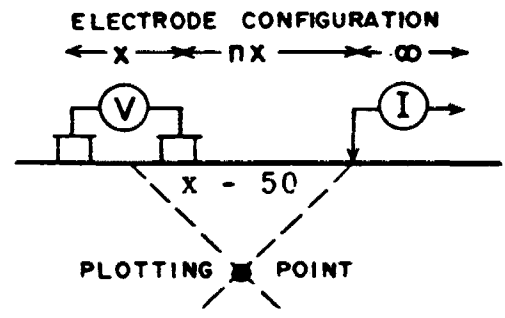 ELECTRODE CONFIGURATION
x nx ∞
V I
x - 50
PLOTTING POINT